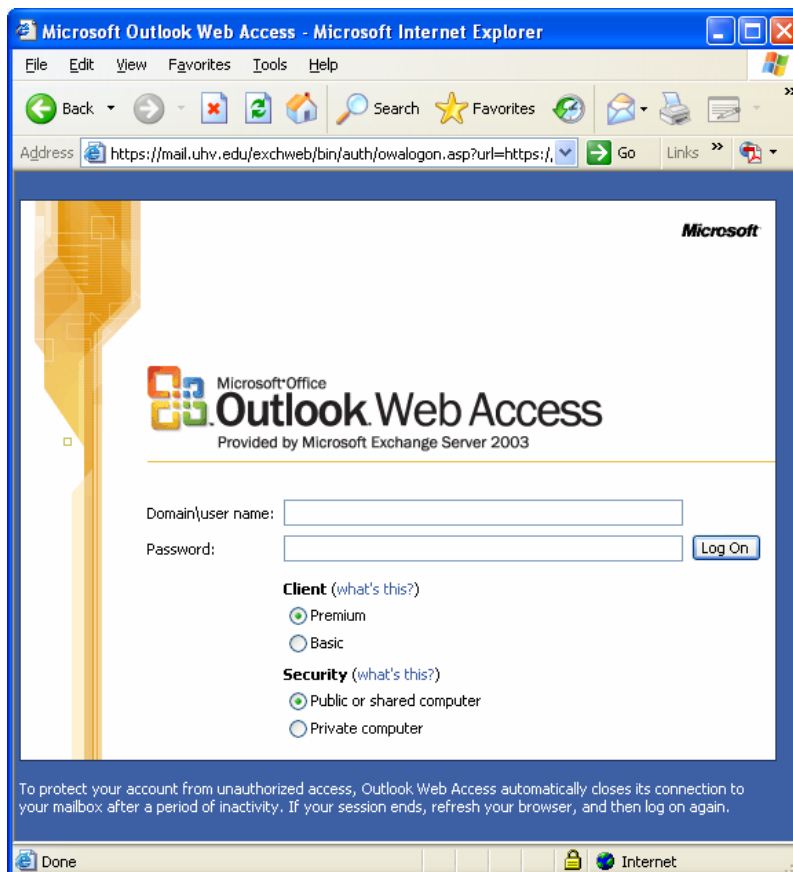 Microsoft Outlook Web Access - Microsoft Internet Explorer
File Edit View Favorites Tools Help
Back Search Favorites »
Address https://mail.uhv.edu/exchweb/bin/auth/owalogon.asp?url=https:/, Go Links »
Microsoft
Microsoft Office
Outlook Web Access
Provided by Microsoft Exchange Server 2003
Domain\user name:
Password: Log On
Client (what's this?)
Premium
Basic
Security (what's this?)
Public or shared computer
Private computer
To protect your account from unauthorized access, Outlook Web Access automatically closes its connection to
your mailbox after a period of inactivity. If your session ends, refresh your browser, and then log on again.
Done Internet